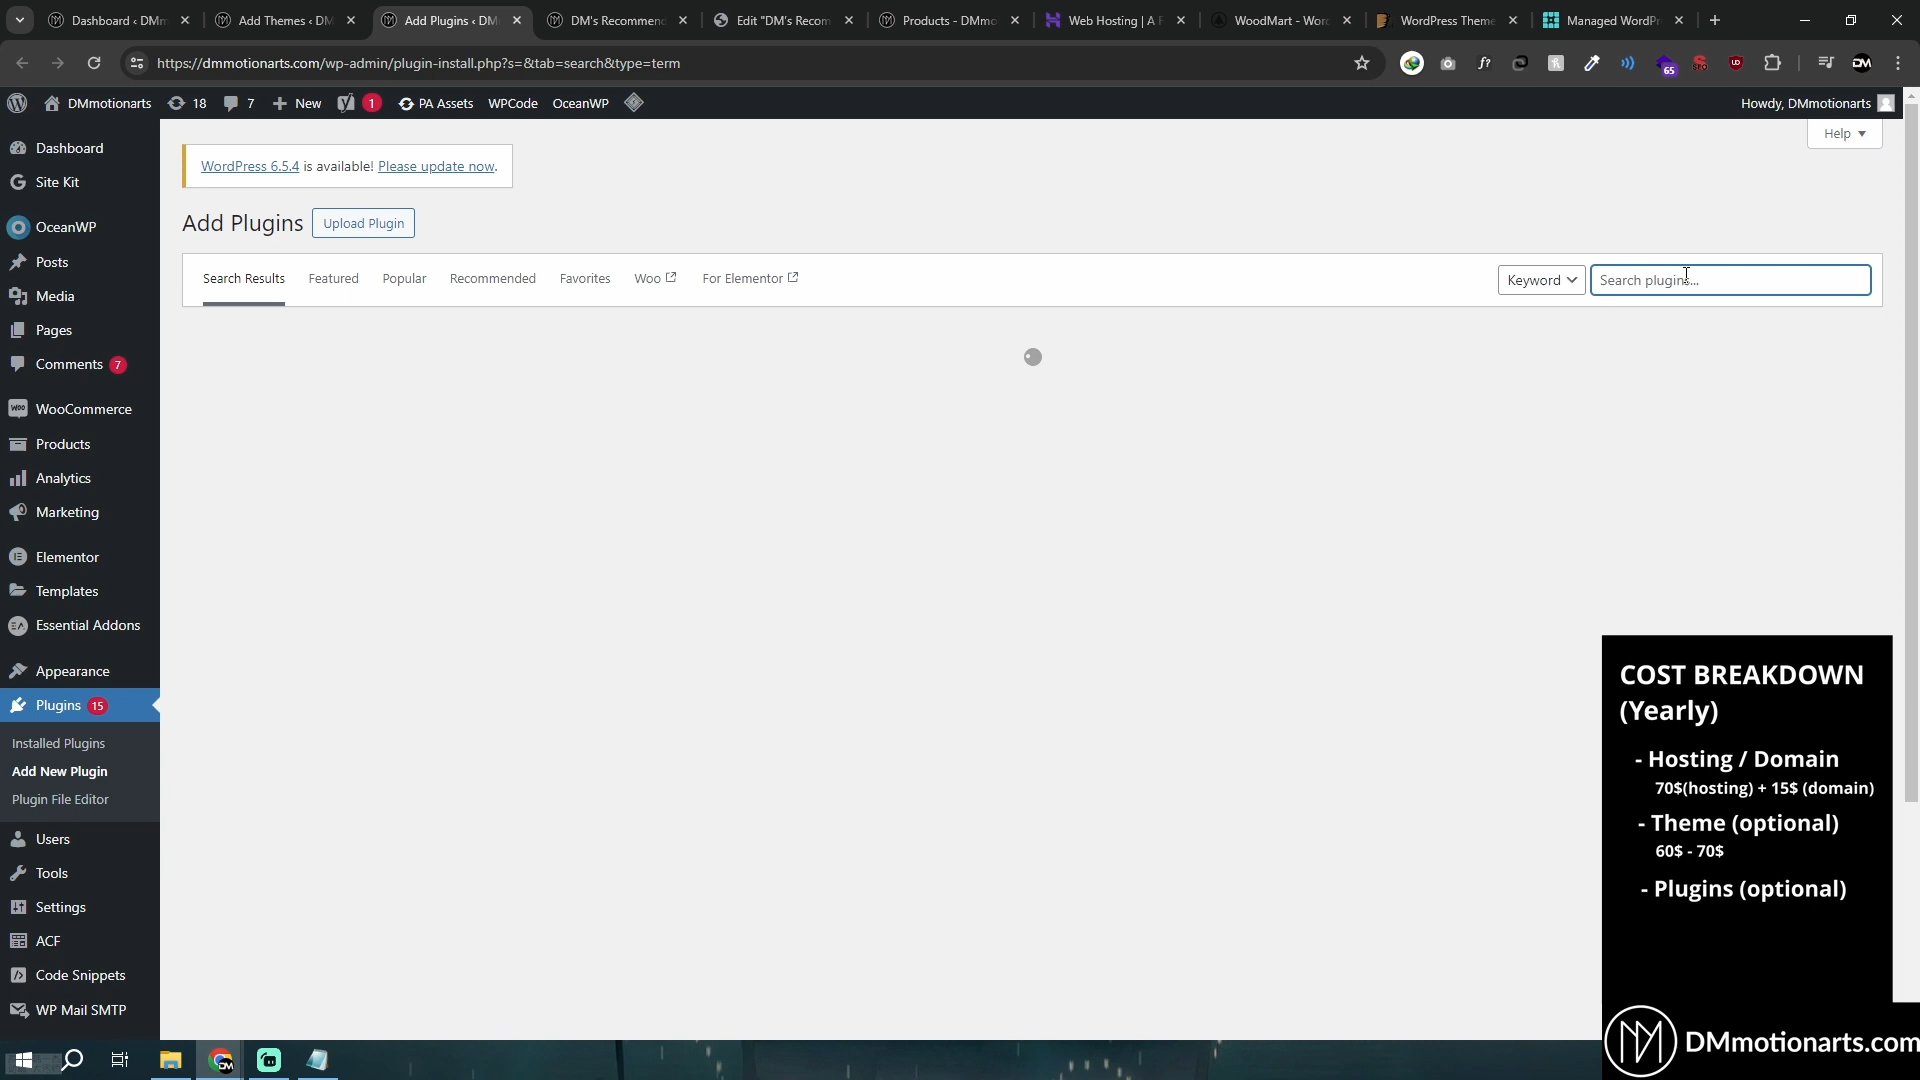 Dashboard ‹ DMm
Add Themes ‹ DM
Add Plugins ‹ DM
DM's Recommen
Edit "DM's Recom
Products - DMmo
Web Hosting | A F
WoodMart - Word
WordPress Theme
Managed WordPr
https://dmmotionarts.com/wp-admin/plugin-install.php?s=&tab=search&type=term
f?
65
DM
DMmotionarts
18
7
New
1
PA Assets
WPCode
OceanWP
Howdy, DMmotionarts
Help
Dashboard
Site Kit
OceanWP
Posts
Media
Pages
Comments 7
WooCommerce
Products
Analytics
Marketing
Elementor
Templates
Essential Addons
Appearance
Plugins 15
Installed Plugins
Add New Plugin
Plugin File Editor
Users
Tools
Settings
ACF
Code Snippets
WP Mail SMTP
WordPress 6.5.4 is available! Please update now.
Add Plugins
Upload Plugin
Search Results
Featured
Popular
Recommended
Favorites
Woo
For Elementor
Keyword
Search plugins...
COST BREAKDOWN
(Yearly)
- Hosting / Domain
70$(hosting) + 15$ (domain)
- Theme (optional)
60$ - 70$
- Plugins (optional)
DMmotionarts.com